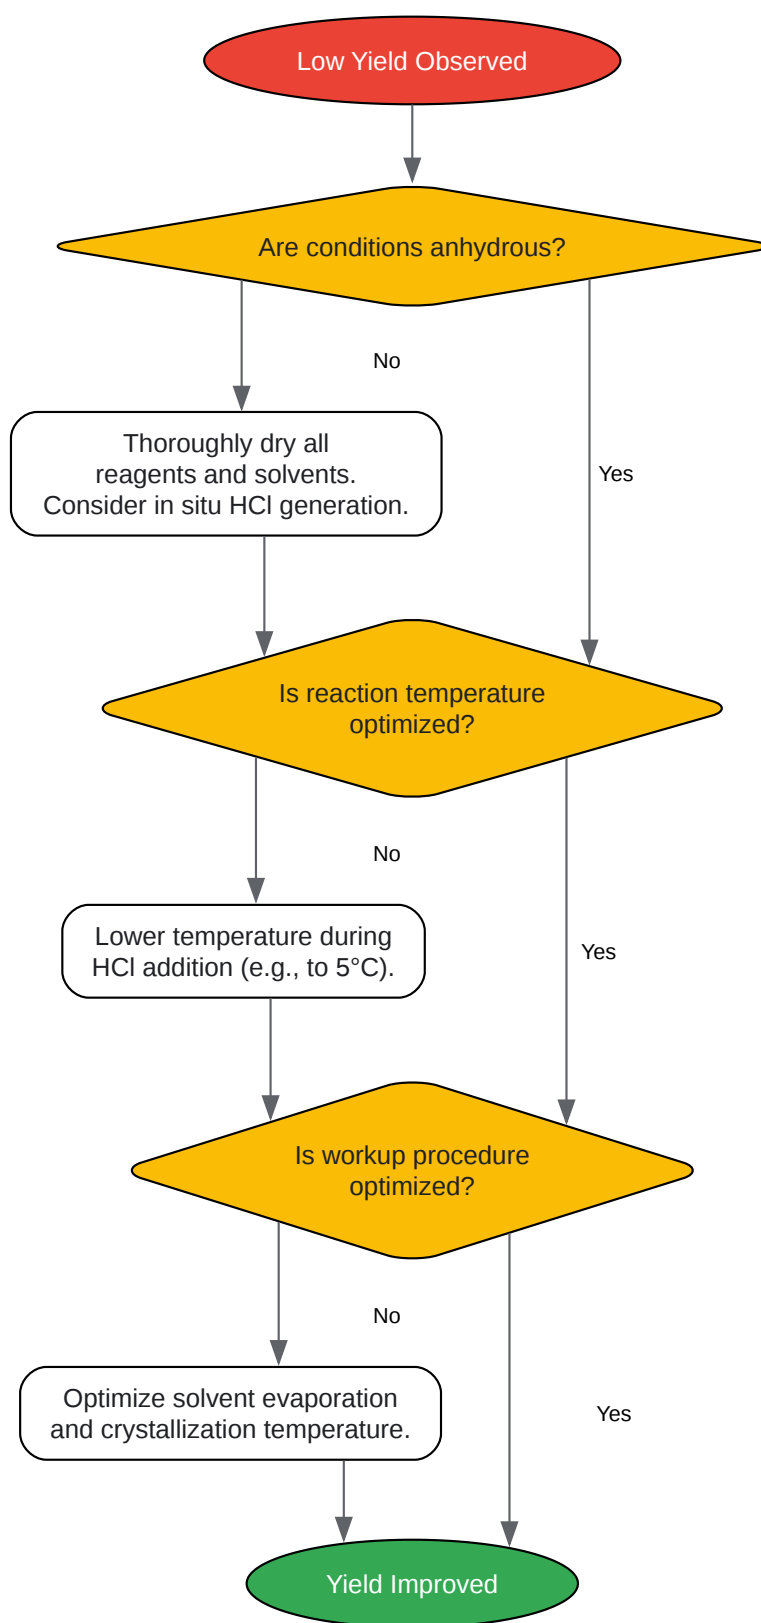 Low Yield Observed
Are conditions anhydrous?
No
Thoroughly dry all
reagents and solvents.
Consider in situ HCl generation.
Yes
Is reaction temperature
optimized?
No
Lower temperature during
HCl addition (e.g., to 5°C).
Yes
Is workup procedure
optimized?
No
Optimize solvent evaporation
and crystallization temperature.
Yes
Yield Improved